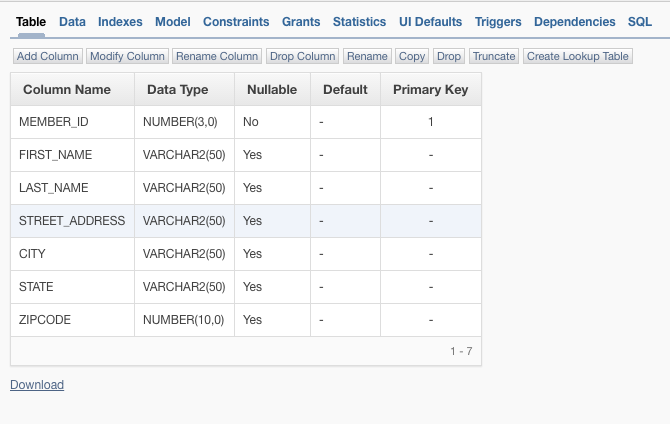 Table Data Indexes Model Constraints Grants Statistics UI Defaults Triggers Dependencies SQL
Add Column Modify Column Rename Column Drop Column Rename Copy Drop Truncate Create Lookup Table
Column Name Data Type Nullable Default Primary Key
MEMBER_ID NUMBER(3,0) No - 1
FIRST_NAME VARCHAR2(50) Yes - -
LAST_NAME VARCHAR2(50) Yes - -
STREET_ADDRESS VARCHAR2(50) Yes - -
CITY VARCHAR2(50) Yes - -
STATE VARCHAR2(50) Yes - -
ZIPCODE NUMBER(10,0) Yes - -
1 - 7
Download